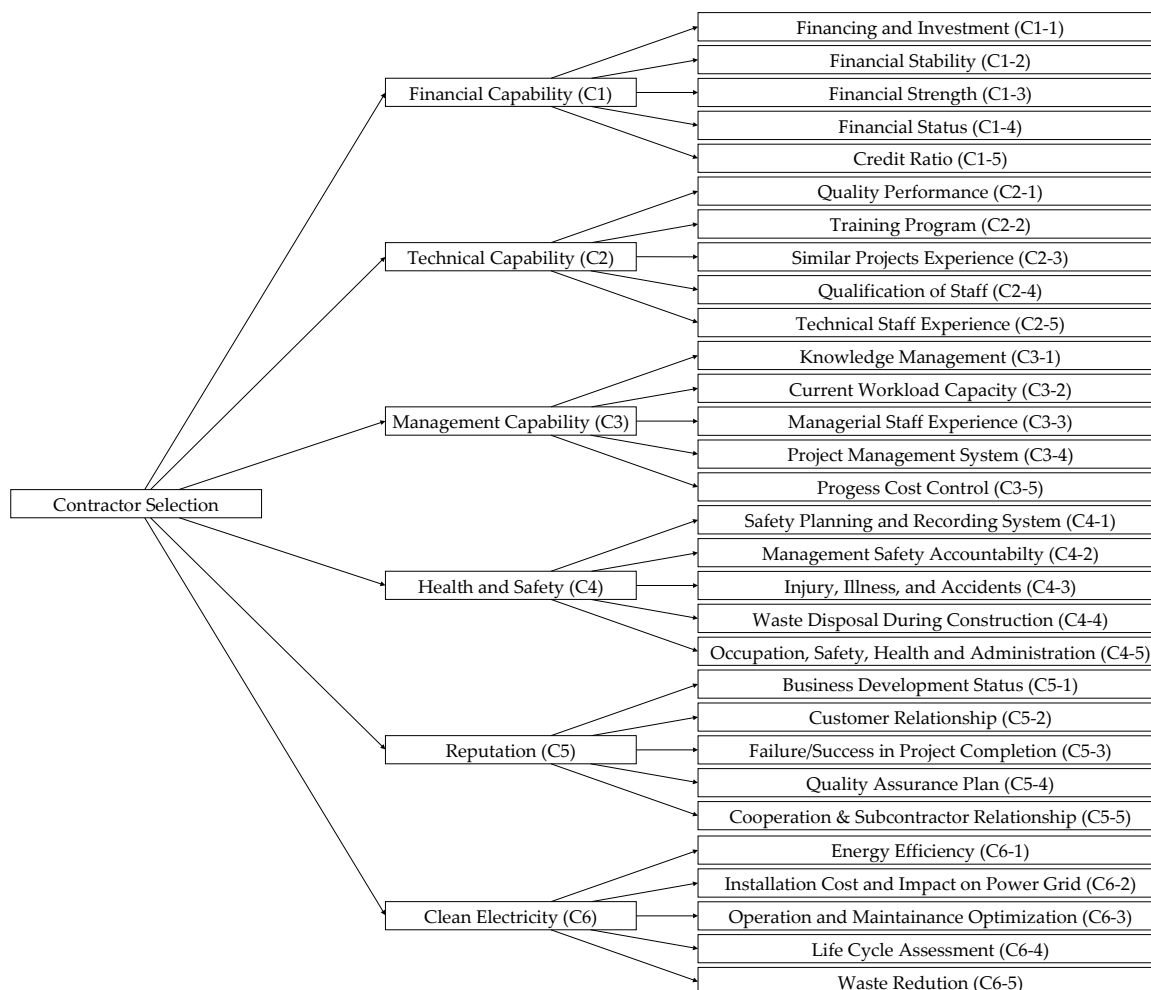 Financing and Investment (C1-1)
Financial Stability (C1-2)
Financial Capability (C1)
Financial Strength (C1-3)
Financial Status (C1-4)
Credit Ratio (C1-5)
Quality Performance (C2-1)
Training Program (C2-2)
Technical Capability (C2)
Similar Projects Experience (C2-3)
Qualification of Staff (C2-4)
Technical Staff Experience (C2-5)
Knowledge Management (C3-1)
Current Workload Capacity (C3-2)
Management Capability (C3)
Managerial Staff Experience (C3-3)
Project Management System (C3-4)
Progess Cost Control (C3-5)
Contractor Selection
Safety Planning and Recording System (C4-1)
Management Safety Accountabilty (C4-2)
Health and Safety (C4)
Injury, Illness, and Accidents (C4-3)
Waste Disposal During Construction (C4-4)
Occupation, Safety, Health and Administration (C4-5)
Business Development Status (C5-1)
Customer Relationship (C5-2)
Reputation (C5)
Failure/Success in Project Completion (C5-3)
Quality Assurance Plan (C5-4)
Cooperation & Subcontractor Relationship (C5-5)
Energy Efficiency (C6-1)
Installation Cost and Impact on Power Grid (C6-2)
Clean Electricity (C6)
Operation and Maintainance Optimization (C6-3)
Life Cycle Assessment (C6-4)
Waste Redution (C6-5)